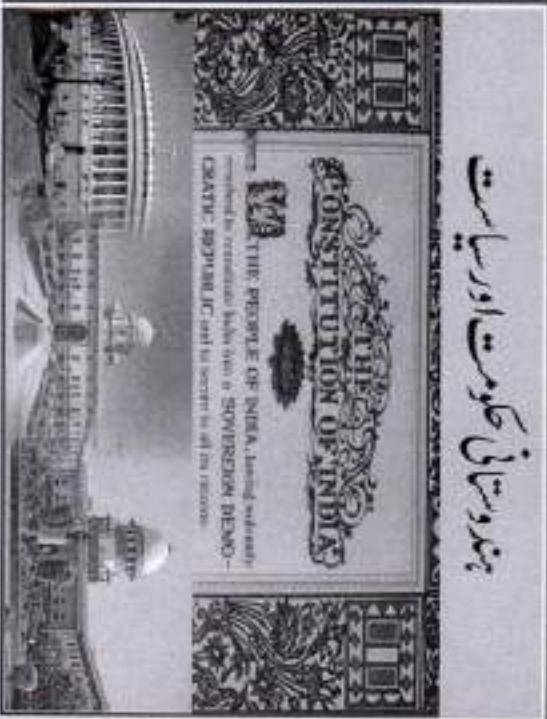 ہندوستانی حکومت اور سیاست
THE
CONSTITUTION OF INDIA
WE, THE PEOPLE OF INDIA, having solemnly
resolved to constitute India into a SOVEREIGN DEMO-
CRATIC REPUBLIC and to secure to all its citizens: